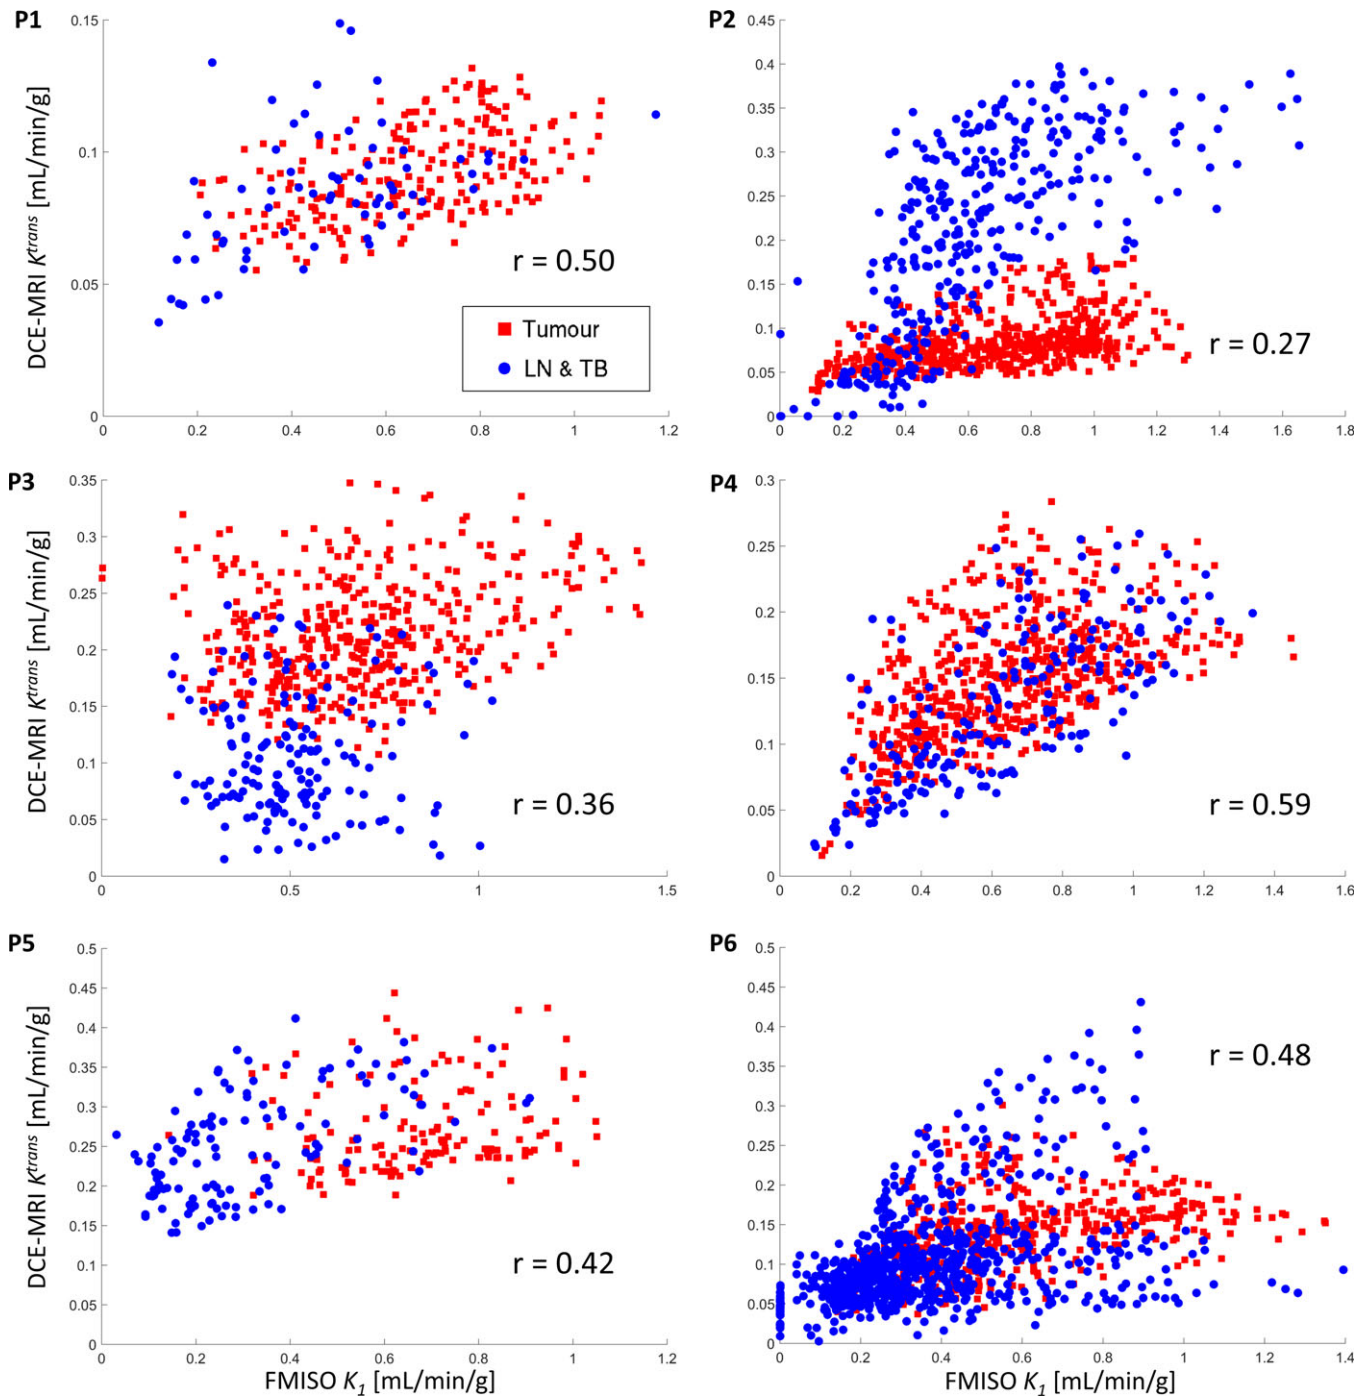 P1
DCE-MRI Ktrans [mL/min/g]
0.15
0.1
0.05
0
0 0.2 0.4 0.6 0.8 1 1.2
r = 0.50
Tumour
LN & TB
P2
0.45
0.4
0.35
0.3
0.25
0.2
0.15
0.1
0.05
0
0 0.2 0.4 0.6 0.8 1 1.2 1.4 1.6 1.8
r = 0.27
P3
DCE-MRI Ktrans [mL/min/g]
0.35
0.3
0.25
0.2
0.15
0.1
0.05
0
0 0.5 1 1.5
r = 0.36
P4
0.3
0.25
0.2
0.15
0.1
0.05
0
0 0.2 0.4 0.6 0.8 1 1.2 1.4 1.6
r = 0.59
P5
DCE-MRI Ktrans [mL/min/g]
0.5
0.45
0.4
0.35
0.3
0.25
0.2
0.15
0.1
0.05
0
0 0.2 0.4 0.6 0.8 1 1.2
r = 0.42
FMISO K1 [mL/min/g]
P6
0.5
0.45
0.4
0.35
0.3
0.25
0.2
0.15
0.1
0.05
0
0 0.2 0.4 0.6 0.8 1 1.2 1.4
r = 0.48
FMISO K1 [mL/min/g]